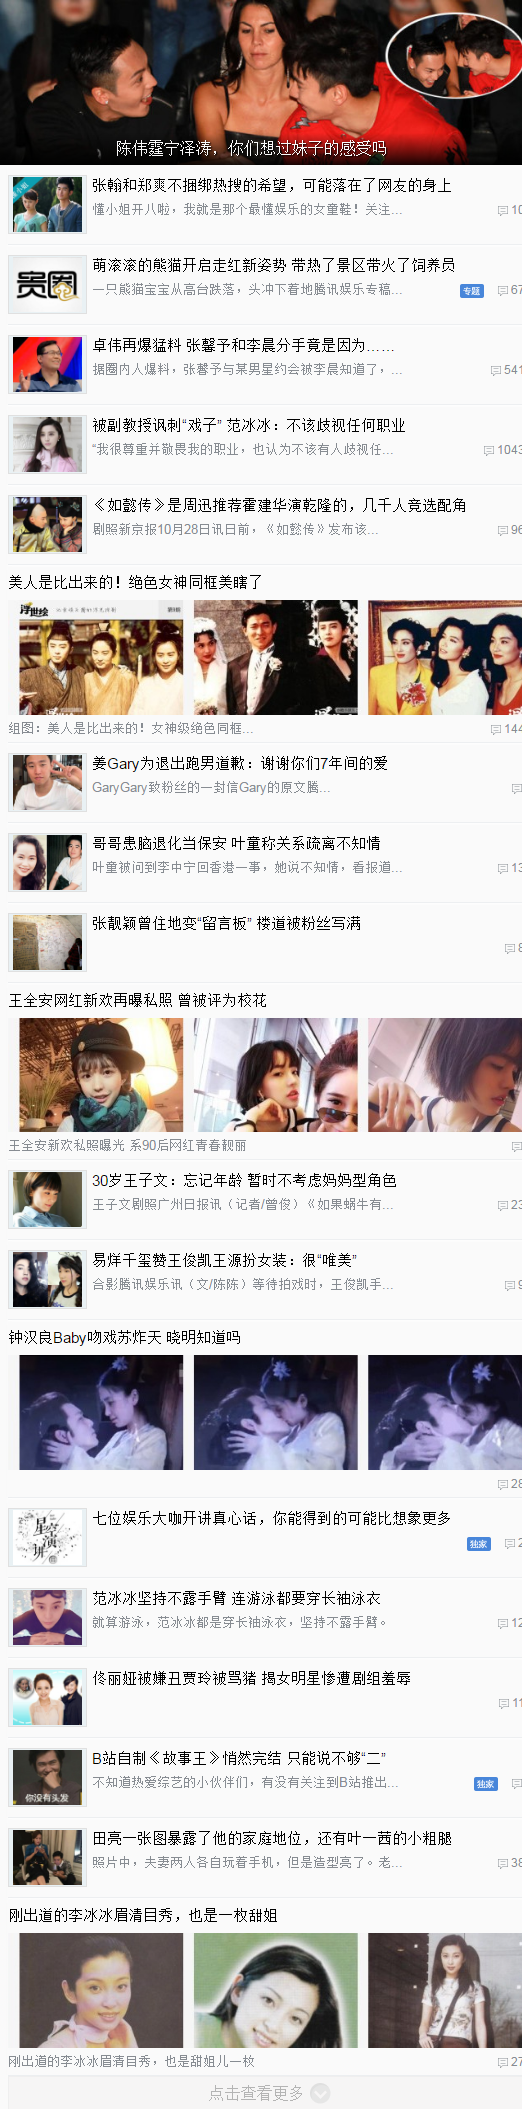 陈伟霆宁泽涛，你们想过妹子的感受吗
张翰和郑爽不捆绑热搜的希望，可能落在了网友的身上
懂小姐开八啦，我就是那个最懂娱乐的女童鞋！关注...
10
贵圈
萌滚滚的熊猫开启走红新姿势 带热了景区带火了饲养员
一只熊猫宝宝从高台跌落，头冲下着地腾讯娱乐专稿...
专题
67
卓伟再爆猛料 张馨予和李晨分手竟是因为……
据圈内人爆料，张馨予与某男星约会被李晨知道了，...
541
被副教授讽刺“戏子” 范冰冰：不该歧视任何职业
“我很尊重并敬畏我的职业，也认为不该有人歧视任...
1043
《如懿传》是周迅推荐霍建华演乾隆的，几千人竞选配角
剧照新京报10月28日讯日前，《如懿传》发布该...
96
美人是比出来的！绝色女神同框美瞎了
浮世绘
组图：美人是比出来的！女神级绝色同框...
144
姜Gary为退出跑男道歉：谢谢你们7年间的爱
GaryGary致粉丝的一封信Gary的原文腾...
哥哥患脑退化当保安 叶童称关系疏离不知情
叶童被问到李中宁回香港一事，她说不知情，看报道...
13
张靓颖曾住地变“留言板” 楼道被粉丝写满
8
王全安网红新欢再曝私照 曾被评为校花
王全安新欢私照曝光 系90后网红青春靓丽
30岁王子文：忘记年龄 暂时不考虑妈妈型角色
王子文剧照广州日报讯（记者/曾俊）《如果蜗牛有...
23
易烊千玺赞王俊凯王源扮女装：很“唯美”
合影腾讯娱乐讯（文/陈陈）等待拍戏时，王俊凯手...
9
钟汉良Baby吻戏苏炸天 晓明知道吗
28
星空演讲
七位娱乐大咖开讲真心话，你能得到的可能比想象更多
独家
2
范冰冰坚持不露手臂 连游泳都要穿长袖泳衣
就算游泳，范冰冰都是穿长袖泳衣，坚持不露手臂。
12
佟丽娅被嫌丑贾玲被骂猪 揭女明星惨遭剧组羞辱
11
你没有头发
B站自制《故事王》悄然完结 只能说不够“二”
不知道热爱综艺的小伙伴们，有没有关注到B站推出...
独家
田亮一张图暴露了他的家庭地位，还有叶一茜的小粗腿
照片中，夫妻两人各自玩着手机，但是造型亮了。老...
38
刚出道的李冰冰眉清目秀，也是一枚甜姐
刚出道的李冰冰眉清目秀，也是甜姐儿一枚
27
点击查看更多